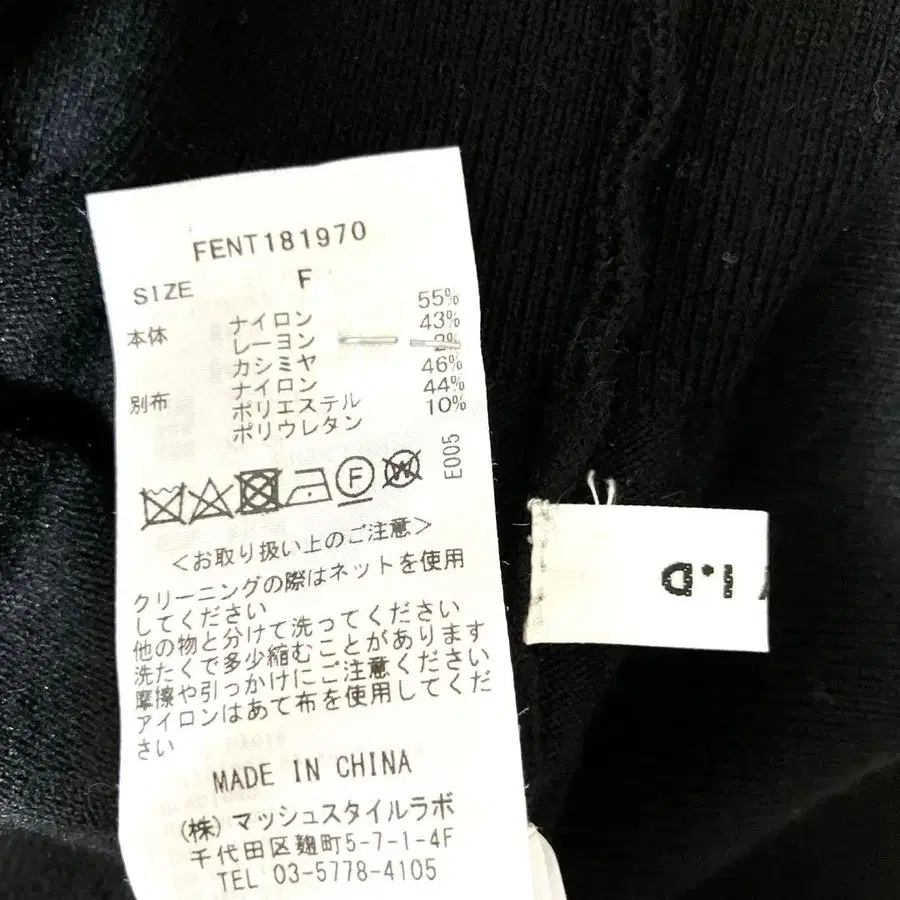 FENT181970
SIZE F
本体 ナイロン 55%
レーヨン 43%
カシミヤ 2%
別布 ナイロン 46%
ポリエステル 44%
ポリウレタン 10%
E005
F
W
<お取り扱い上のご注意>
クリーニングの際はネットを使用
してください
他の物と分けて洗ってください
洗たくで多少縮むことがあります
摩擦や引っかけにご注意ください
アイロンはあて布を使用してくだ
さい
MADE IN CHINA
(株)マッシュスタイルラボ
千代田区麹町5-7-1-4F
TEL 03-5778-4105
I.D